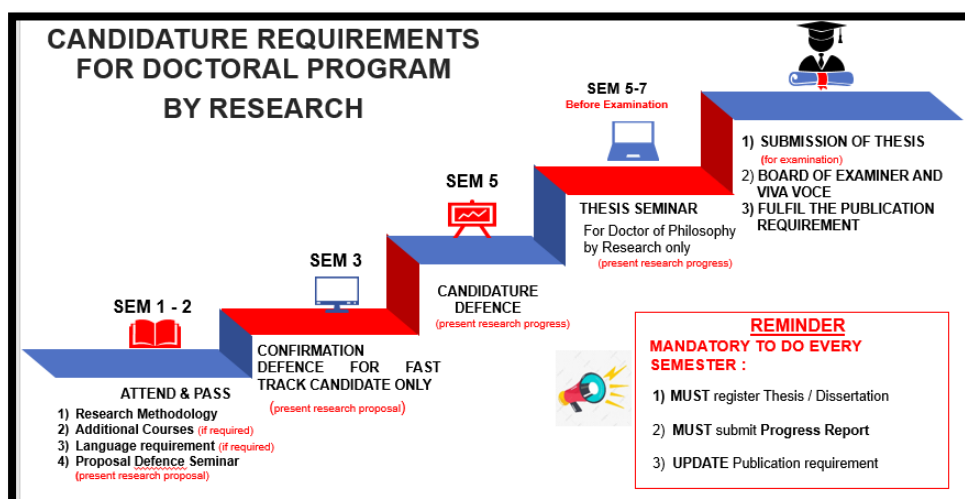 CANDIDATURE REQUIREMENTS
FOR DOCTORAL PROGRAM
BY RESEARCH
SEM 1 - 2
ATTEND & PASS
1) Research Methodology
2) Additional Courses (if required)
3) Language requirement (if required)
4) Proposal Defence Seminar
(present research proposal)
SEM 3
CONFIRMATION
DEFENCE FOR FAST
TRACK CANDIDATE ONLY
(present research proposal)
SEM 5
CANDIDATURE
DEFENCE
(present research progress)
SEM 5-7
Before Examination
THESIS SEMINAR
For Doctor of Philosophy
by Research only
(present research progress)
1) SUBMISSION OF THESIS
(for examination)
2) BOARD OF EXAMINER AND
VIVA VOCE
3) FULFIL THE PUBLICATION
REQUIREMENT
REMINDER
MANDATORY TO DO EVERY
SEMESTER :
1) MUST register Thesis / Dissertation
2) MUST submit Progress Report
3) UPDATE Publication requirement